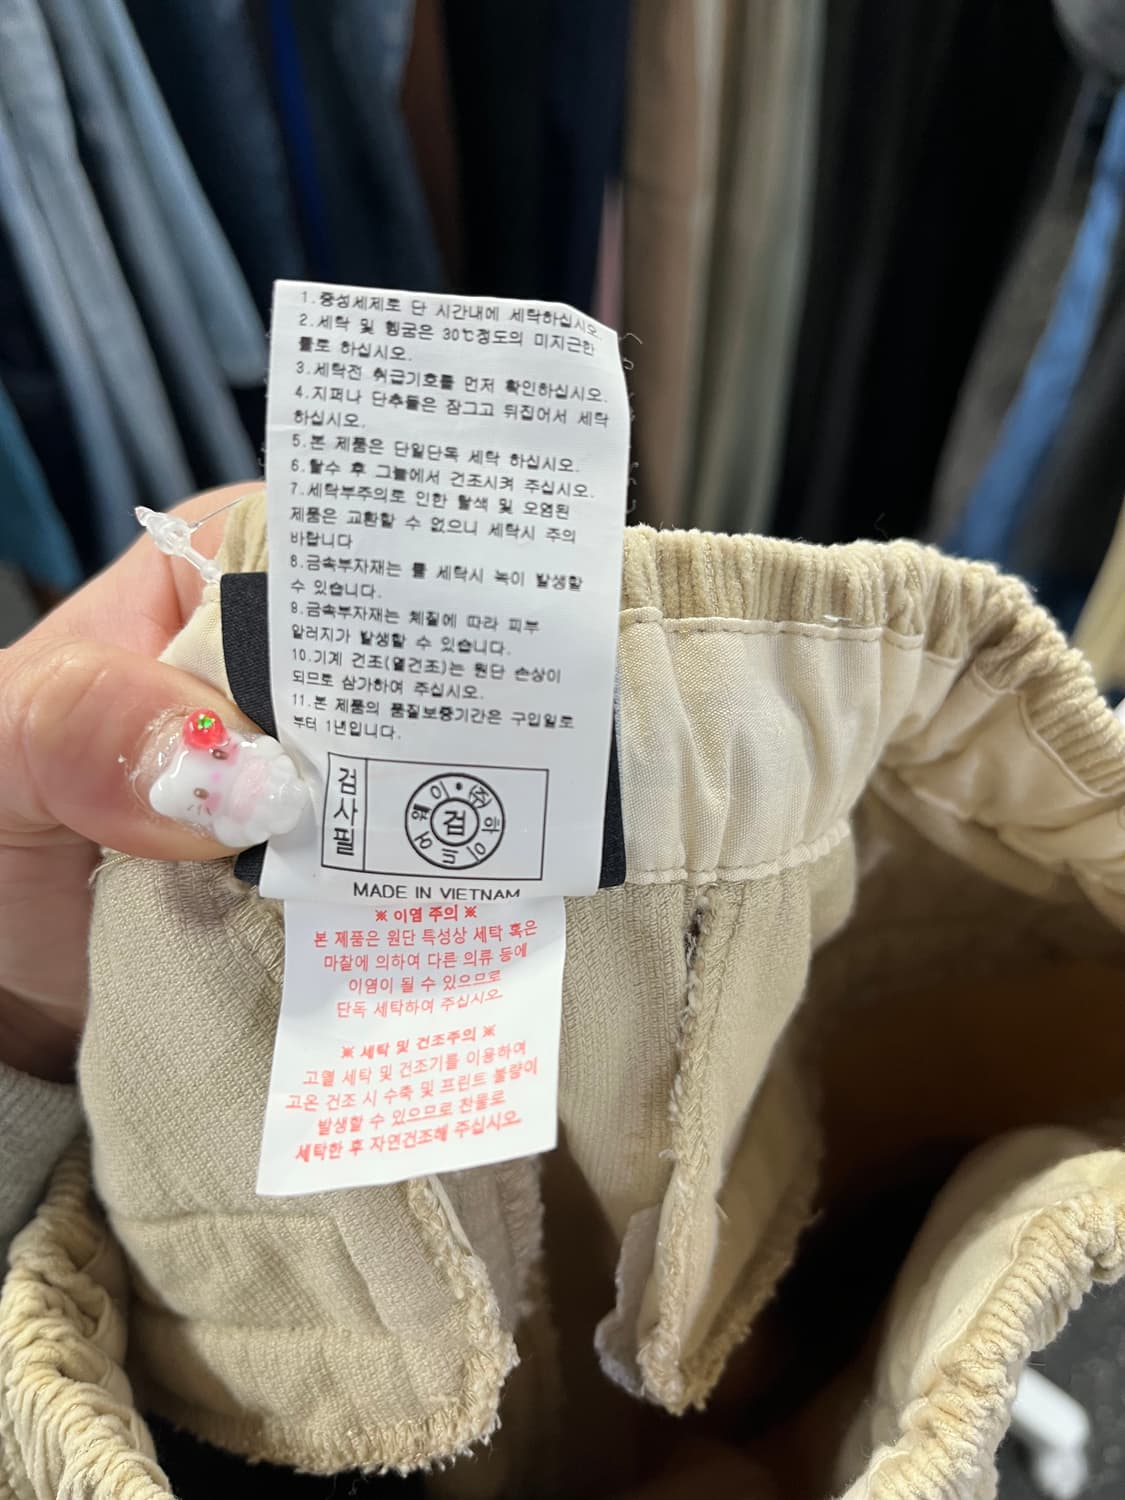 1.중성세제로 단 시간내에 세탁하십시오.
2.세탁 및 헹굼은 30℃정도의 미지근한
물로 하십시오.
3.세탁전 취급기호를 먼저 확인하십시오.
4.지퍼나 단추들은 잠그고 뒤집어서 세탁
하십시오.
5.본 제품은 단일단독 세탁 하십시오.
6.탈수 후 그늘에서 건조시켜 주십시오.
7.세탁부주의로 인한 탈색 및 오염된
제품은 교환할 수 없으니 세탁시 주의
바랍니다
8.금속부자재는 물 세탁시 녹이 발생할
수 있습니다.
9.금속부자재는 체질에 따라 피부
알러지가 발생할 수 있습니다.
10.기계 건조(열건조)는 원단 손상이
되므로 삼가하여 주십시오.
11.본 제품의 품질보증기간은 구입일로
부터 1년입니다.
검사필
㈜하이크어웨이
검
MADE IN VIETNAM
※ 이염 주의 ※
본 제품은 원단 특성상 세탁 혹은
마찰에 의하여 다른 의류 등에
이염이 될 수 있으므로
단독 세탁하여 주십시오
※ 세탁 및 건조주의 ※
고열 세탁 및 건조기를 이용하여
고온 건조 시 수축 및 프린트 불량이
발생할 수 있으므로 찬물로
세탁한 후 자연건조해 주십시오.